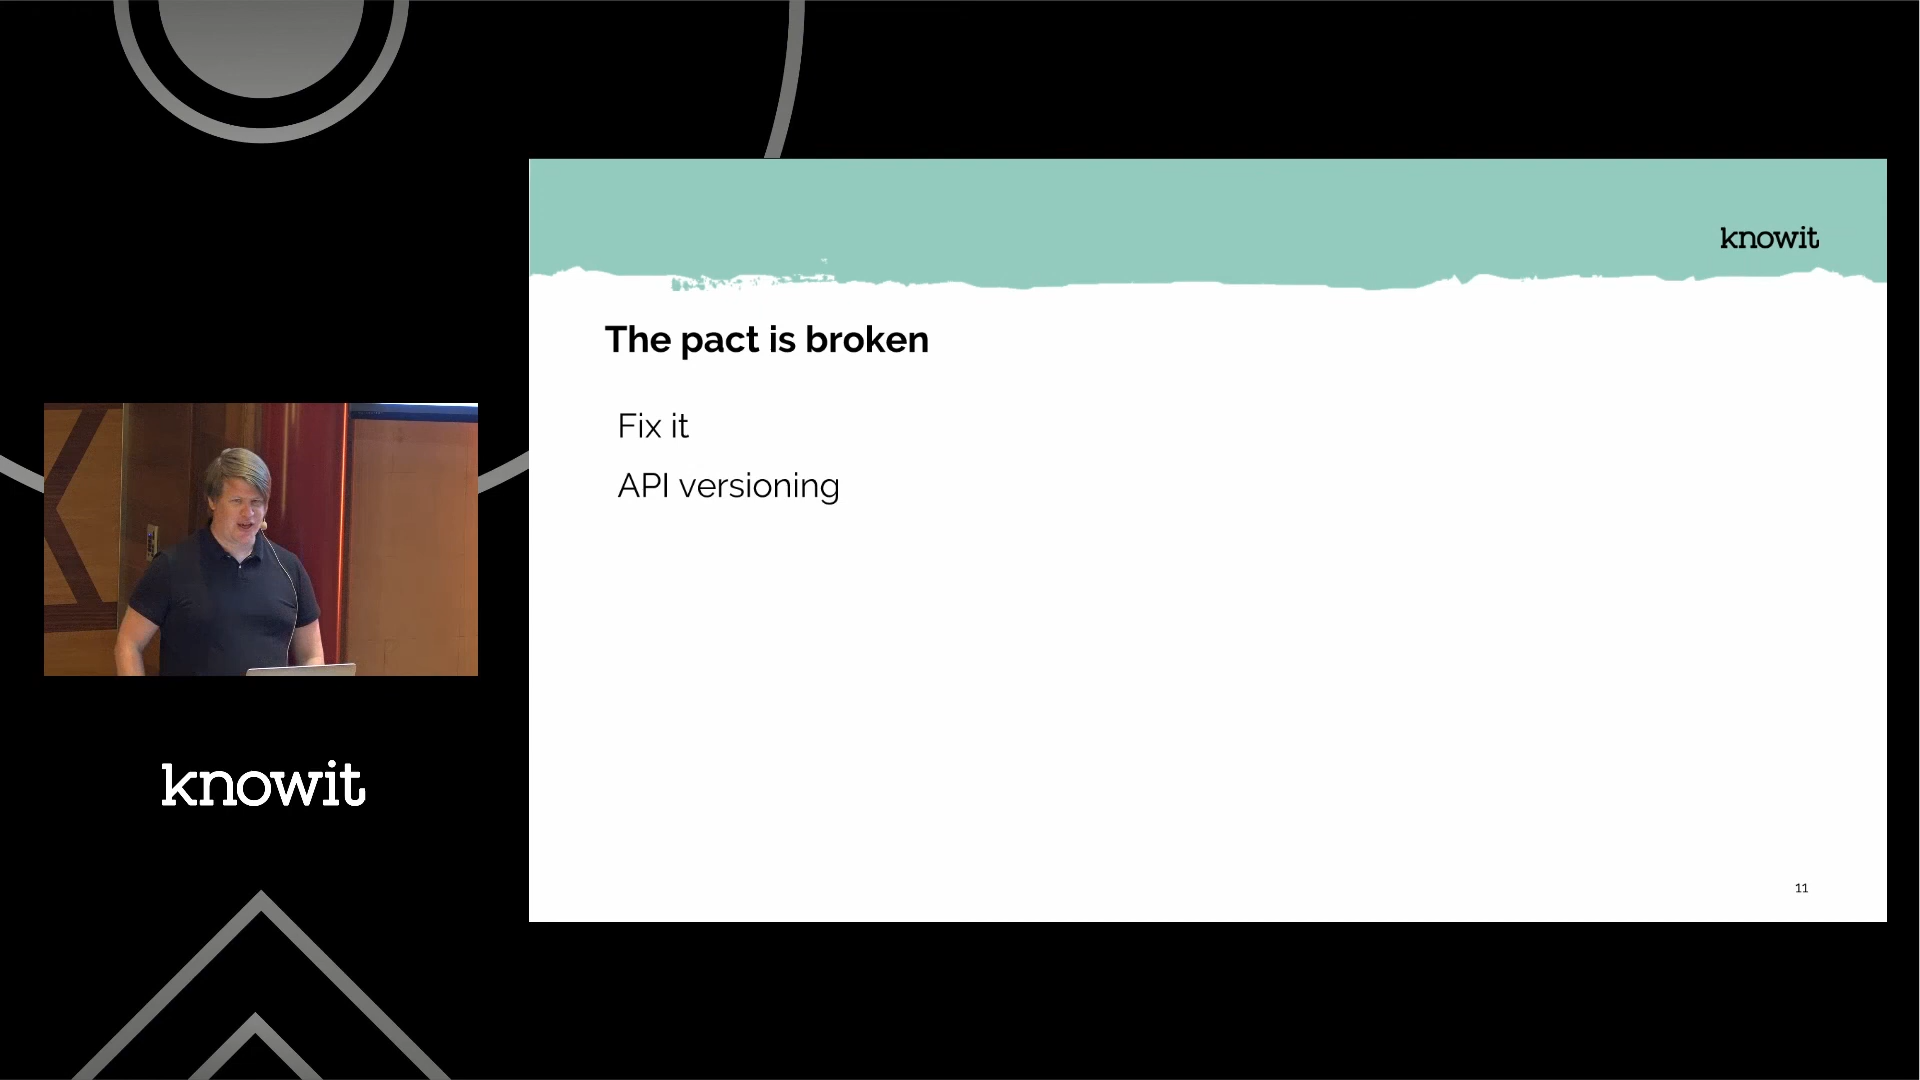 knowit
The pact is broken
Fix it
API versioning
11
knowit